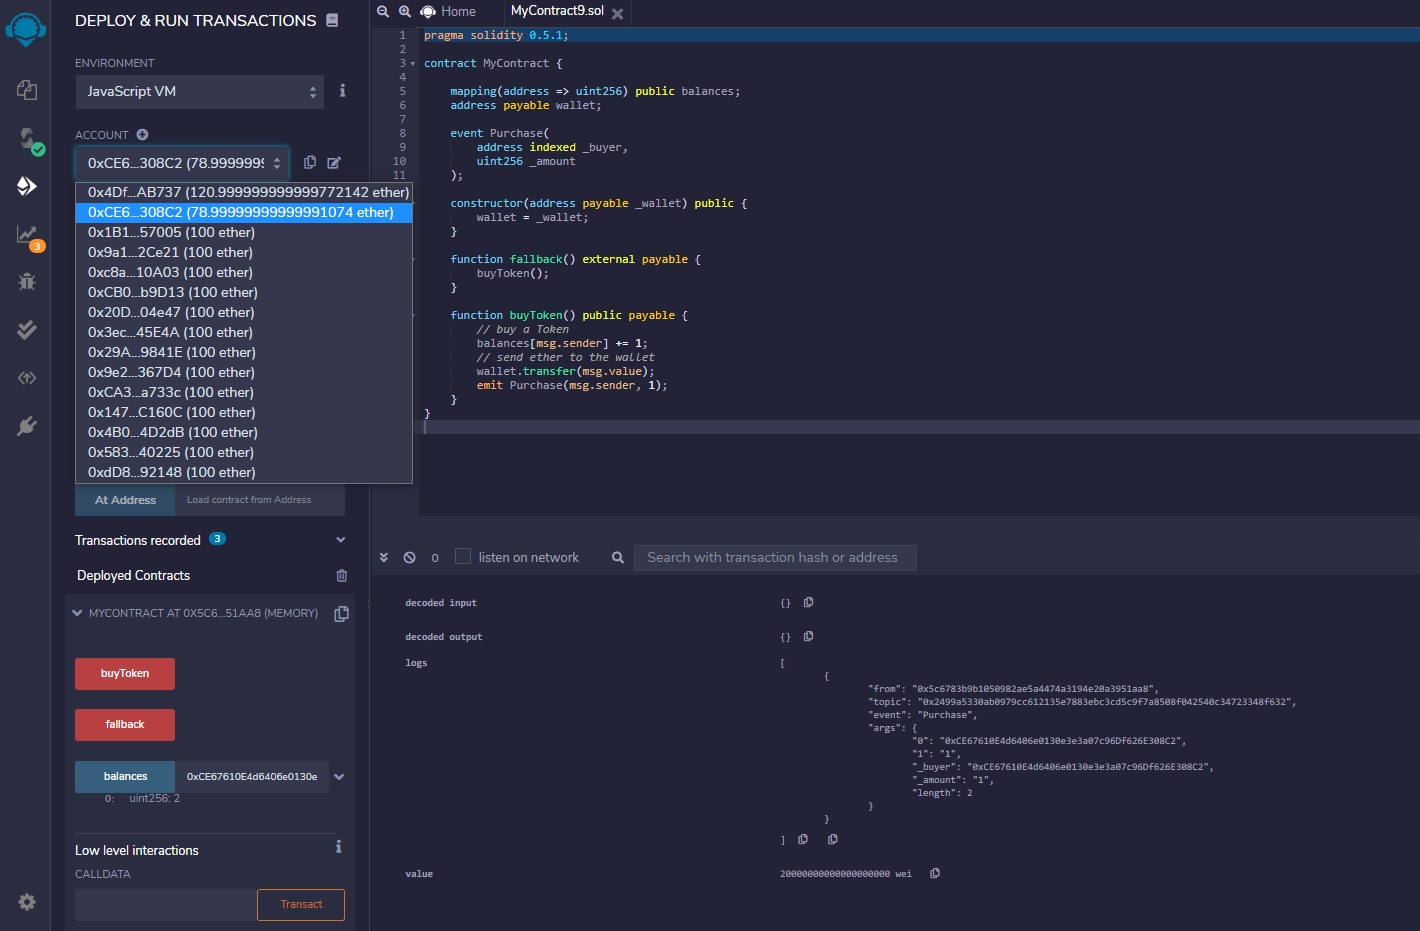 DEPLOY & RUN TRANSACTIONS
ENVIRONMENT
JavaScript VM
ACCOUNT
0xCE6...308C2 (78.9999999
0x4Df...AB737 (120.999999999999772142 ether)
0xCE6...308C2 (78.99999999999991074 ether)
0x1B1...57005 (100 ether)
0x9a1...2Ce21 (100 ether)
0xc8a...10A03 (100 ether)
0xCB0...b9D13 (100 ether)
0x20D...04e47 (100 ether)
0x3ec...45E4A (100 ether)
0x29A...9841E (100 ether)
0x9e2...367D4 (100 ether)
0xCA3...a733c (100 ether)
0x147...C160C (100 ether)
0x4B0...4D2dB (100 ether)
0x583...40225 (100 ether)
0xdD8...92148 (100 ether)
At Address Load contract from Address
Transactions recorded 3
Deployed Contracts
MYCONTRACT AT 0X5C6...51AA8 (MEMORY)
buyToken
fallback
balances 0xCE67610E4d6406e0130e
0: uint256: 2
Low level interactions
CALLDATA
Transact
3
Home MyContract9.sol
1 pragma solidity 0.5.1;
2
3 contract MyContract {
4
5 mapping(address => uint256) public balances;
6 address payable wallet;
7
8 event Purchase(
9 address indexed _buyer,
10 uint256 _amount
11 );
constructor(address payable _wallet) public {
wallet = _wallet;
}
function fallback() external payable {
buyToken();
}
function buyToken() public payable {
// buy a Token
balances[msg.sender] += 1;
// send ether to the wallet
wallet.transfer(msg.value);
emit Purchase(msg.sender, 1);
}
}
0 listen on network Search with transaction hash or address
decoded input {}
decoded output {}
logs [
{
"from": "0x5c6783b9b1050982ae5a4474a3194e20a3951aa8",
"topic": "0x2499a5330ab0979cc612135e7883ebc3cd5c9f7a8508f042540c34723348f632",
"event": "Purchase",
"args": {
"0": "0xCE67610E4d6406e0130e3e3a07c96Df626E308C2",
"1": "1",
"_buyer": "0xCE67610E4d6406e0130e3e3a07c96Df626E308C2",
"_amount": "1",
"length": 2
}
}
]
value 20000000000000000000 wei